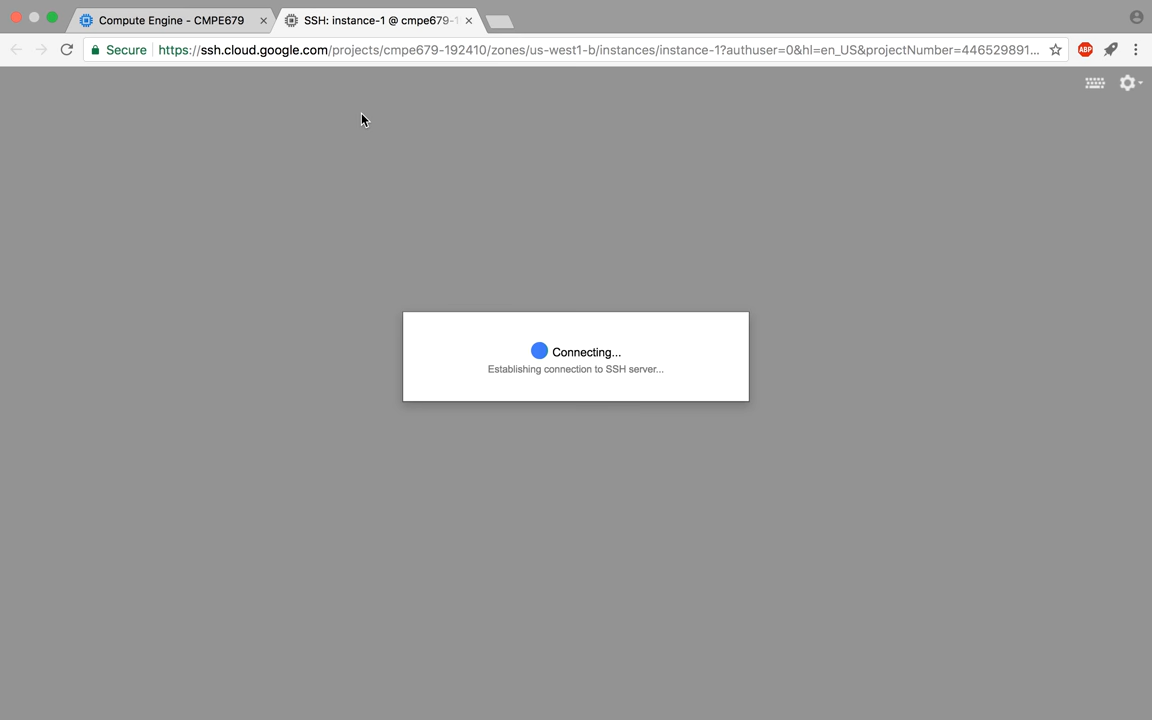 Compute Engine - CMPE679
SSH: instance-1 @ cmpe679-1
Secure https://ssh.cloud.google.com/projects/cmpe679-192410/zones/us-west1-b/instances/instance-1?authuser=0&hl=en_US&projectNumber=446529891...
ABP
Connecting...
Establishing connection to SSH server...